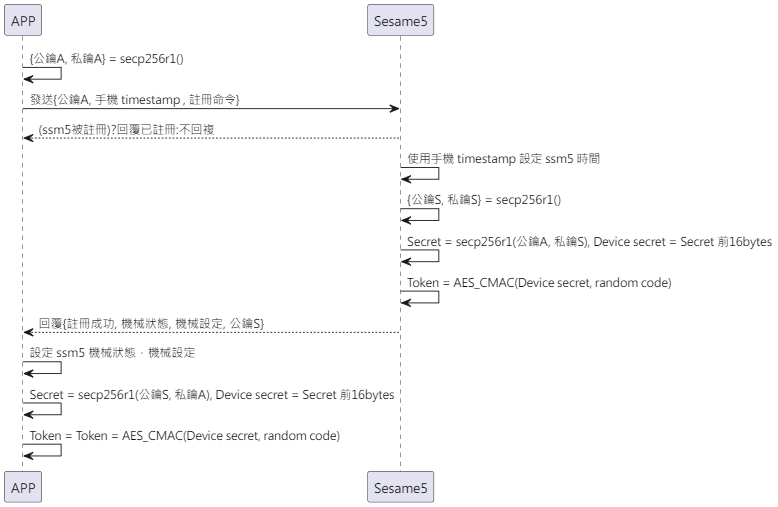 APP
Sesame5
{公鑰A, 私鑰A} = secp256r1()
發送{公鑰A, 手機 timestamp , 註冊命令}
(ssm5被註冊)?回覆已註冊:不回複
使用手機 timestamp 設定 ssm5 時間
{公鑰S, 私鑰S} = secp256r1()
Secret = secp256r1(公鑰A, 私鑰S), Device secret = Secret 前16bytes
Token = AES_CMAC(Device secret, random code)
回覆{註冊成功, 機械狀態, 機械設定, 公鑰S}
設定 ssm5 機械狀態、機械設定
Secret = secp256r1(公鑰S, 私鑰A), Device secret = Secret 前16bytes
Token = Token = AES_CMAC(Device secret, random code)
APP
Sesame5